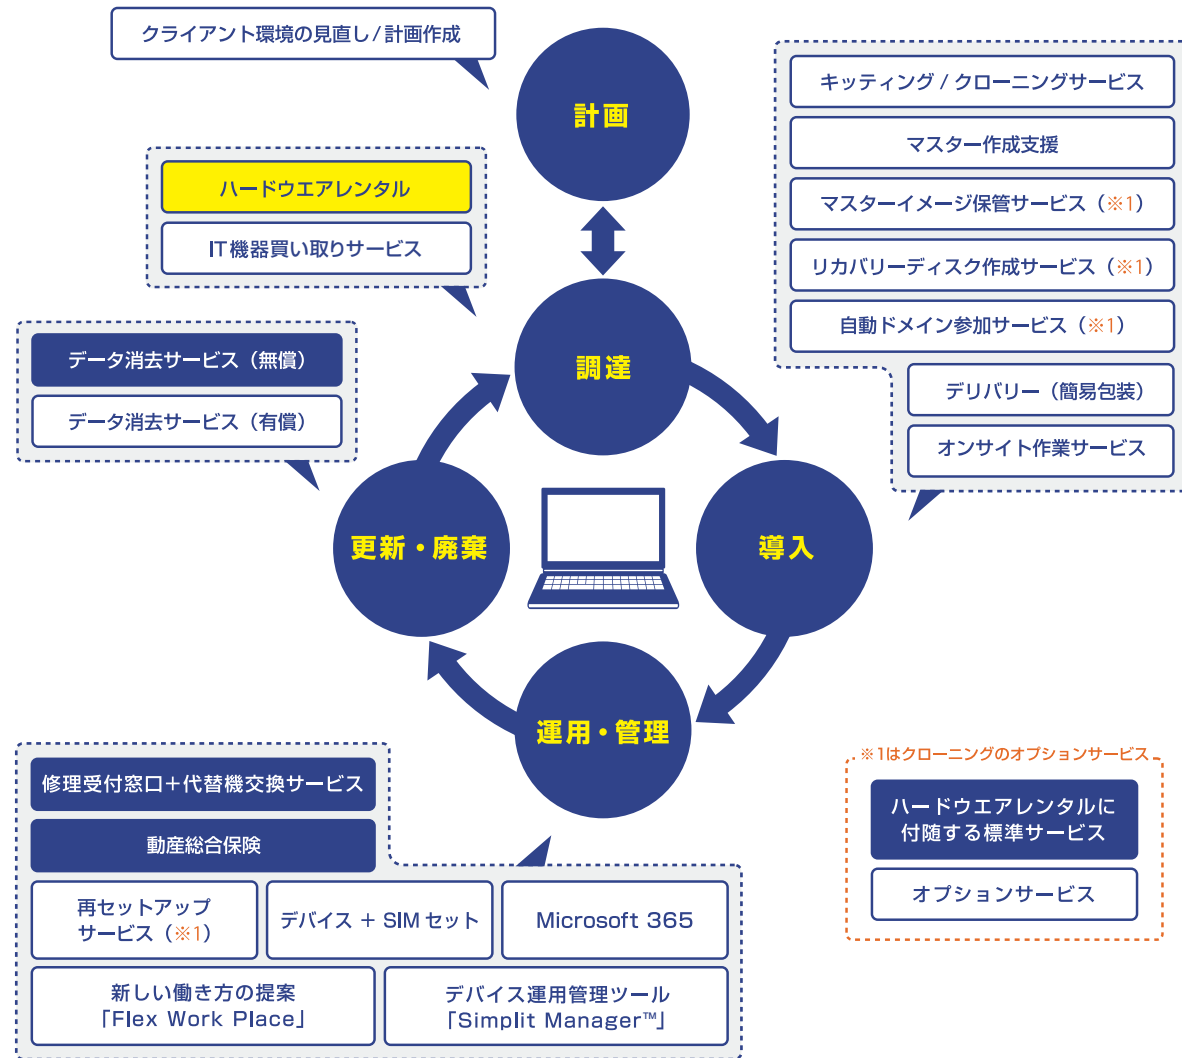 クライアント環境の見直し/計画作成
計画
ハードウエアレンタル
IT機器買い取りサービス
調達
キッティング / クローニングサービス
マスター作成支援
マスターイメージ保管サービス（※1）
リカバリーディスク作成サービス（※1）
自動ドメイン参加サービス（※1）
デリバリー（簡易包装）
オンサイト作業サービス
導入
データ消去サービス（無償）
データ消去サービス（有償）
更新・廃棄
運用・管理
修理受付窓口＋代替機交換サービス
動産総合保険
再セットアップ
サービス（※1）
デバイス + SIM セット
Microsoft 365
新しい働き方の提案
「Flex Work Place」
デバイス運用管理ツール
「Simplit Manager™」
※1はクローニングのオプションサービス
ハードウエアレンタルに
付随する標準サービス
オプションサービス